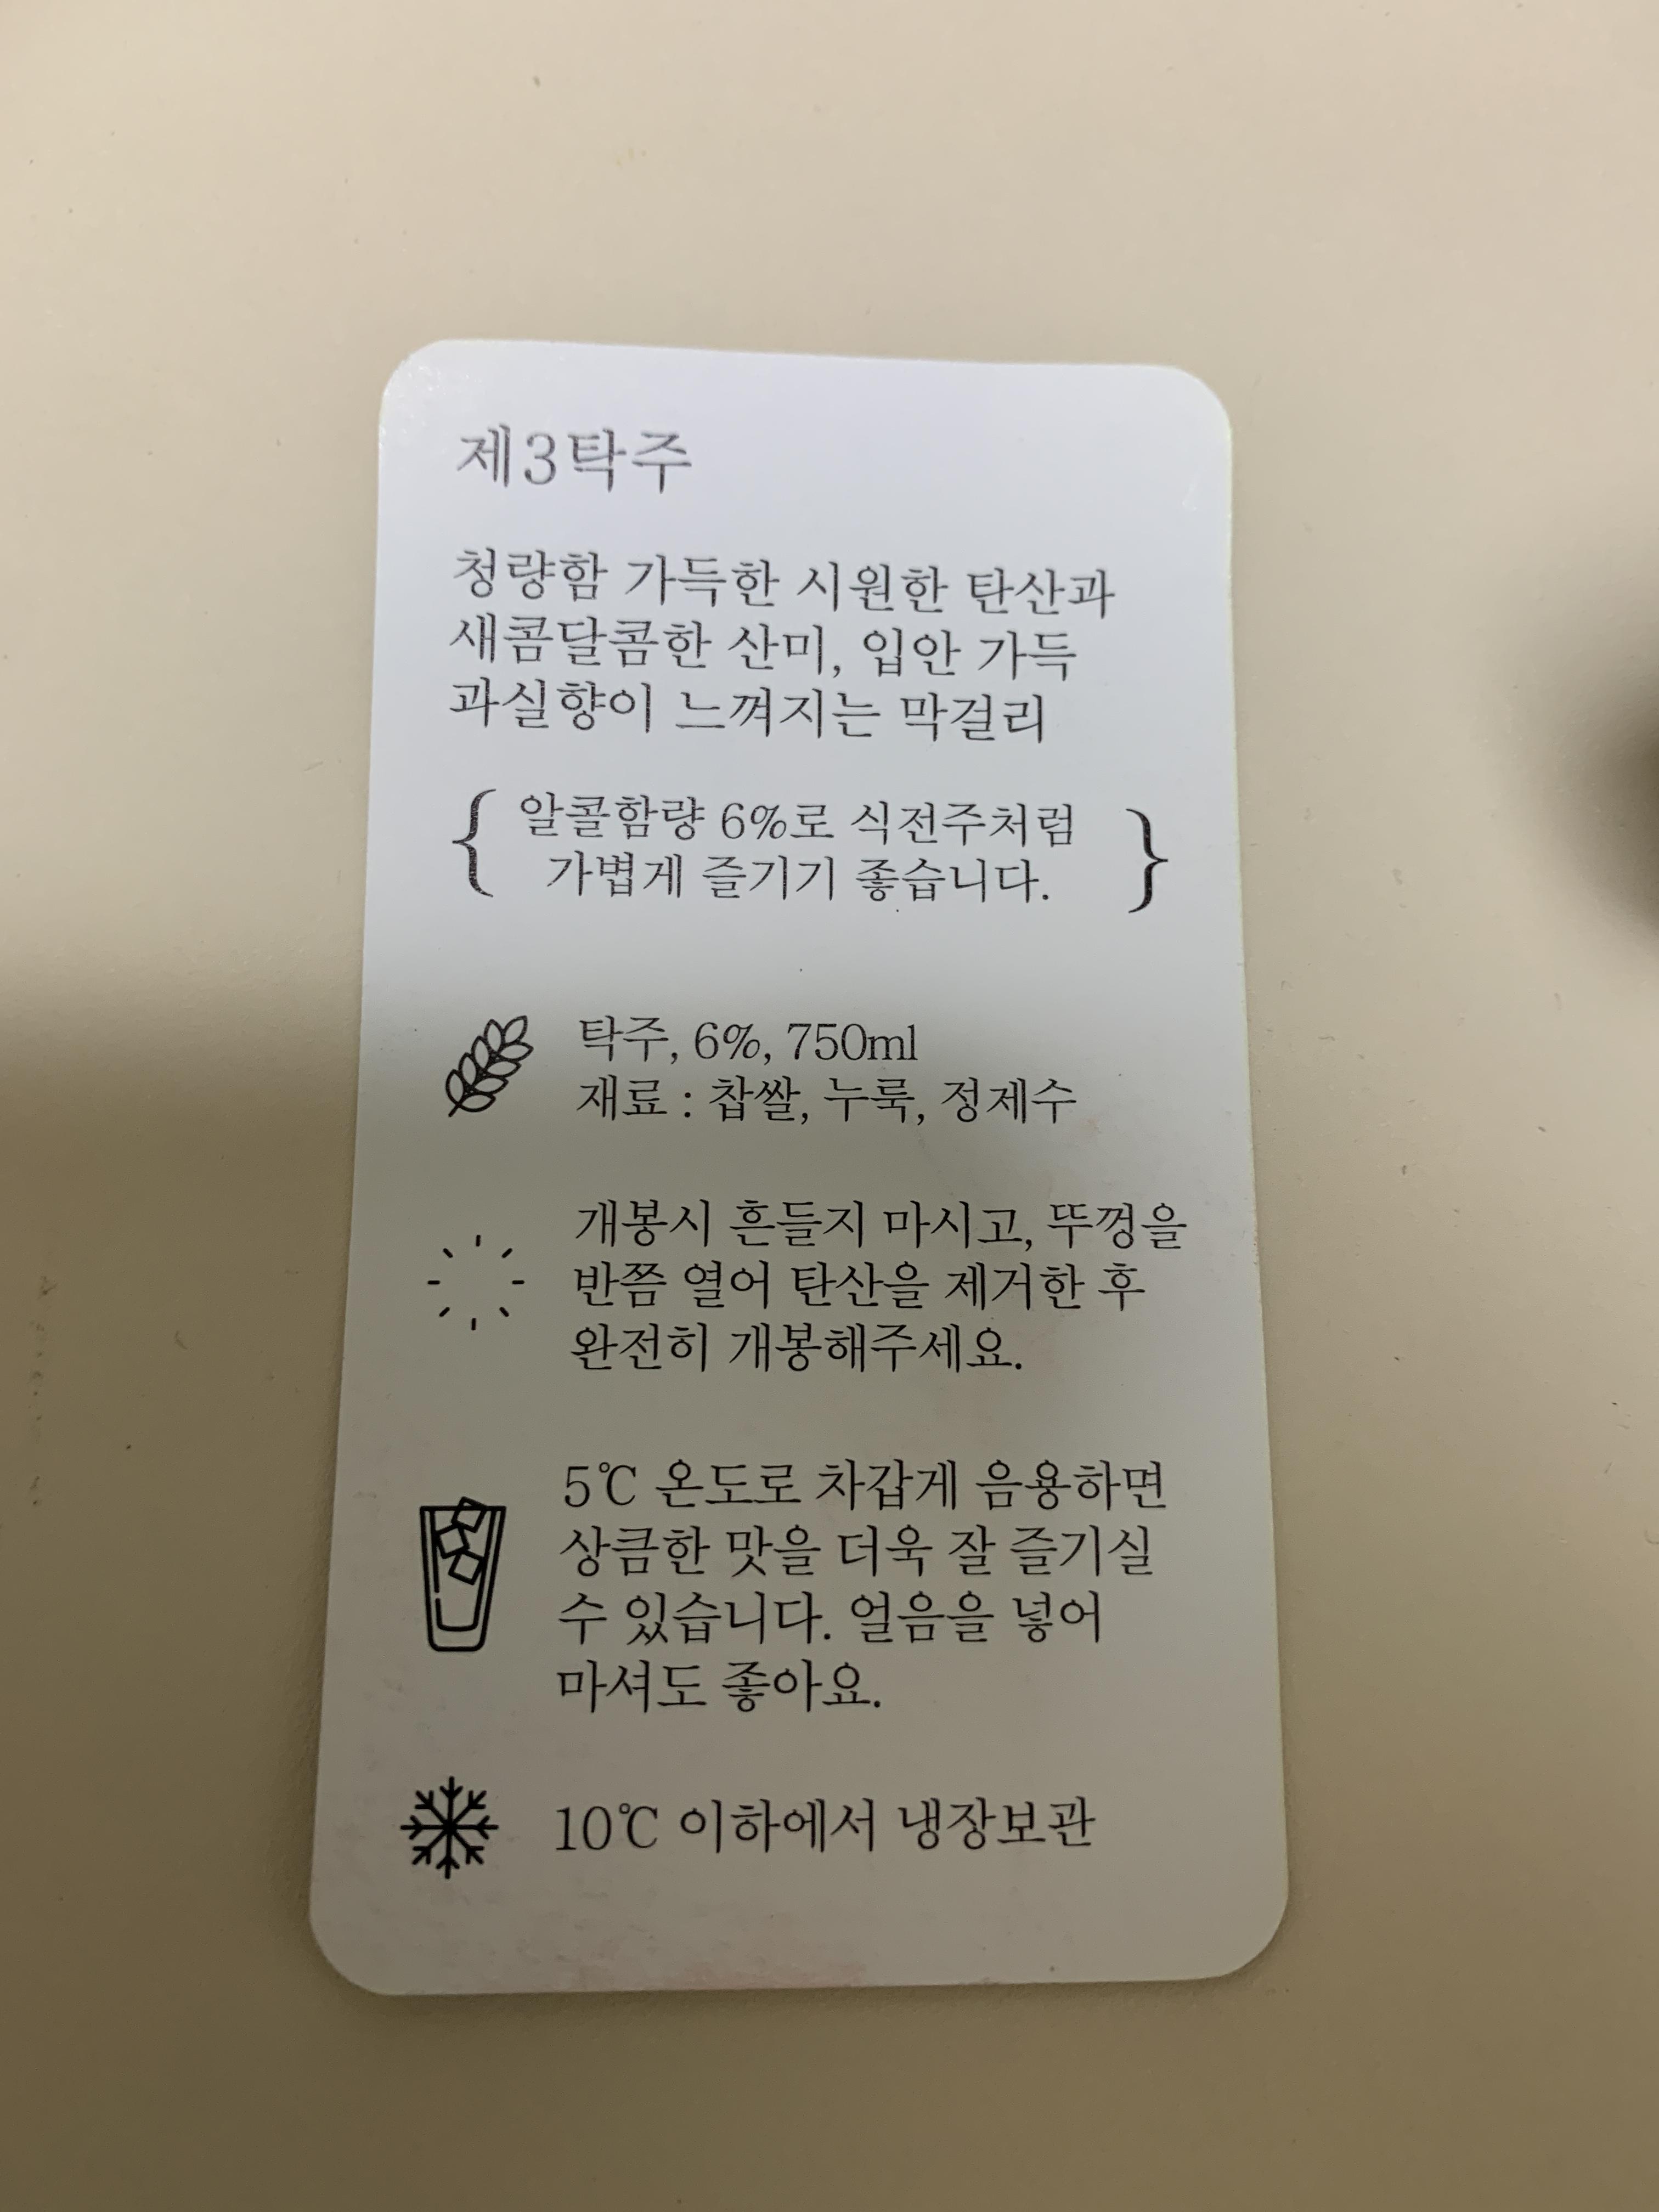 제3탁주
청량함 가득한 시원한 탄산과
새콤달콤한 산미, 입안 가득
과실향이 느껴지는 막걸리
{ 알콜함량 6%로 식전주처럼
가볍게 즐기기 좋습니다. }
탁주, 6%, 750ml
재료 : 찹쌀, 누룩, 정제수
개봉시 흔들지 마시고, 뚜껑을
반쯤 열어 탄산을 제거한 후
완전히 개봉해주세요.
5℃ 온도로 차갑게 음용하면
상큼한 맛을 더욱 잘 즐기실
수 있습니다. 얼음을 넣어
마셔도 좋아요.
10℃ 이하에서 냉장보관